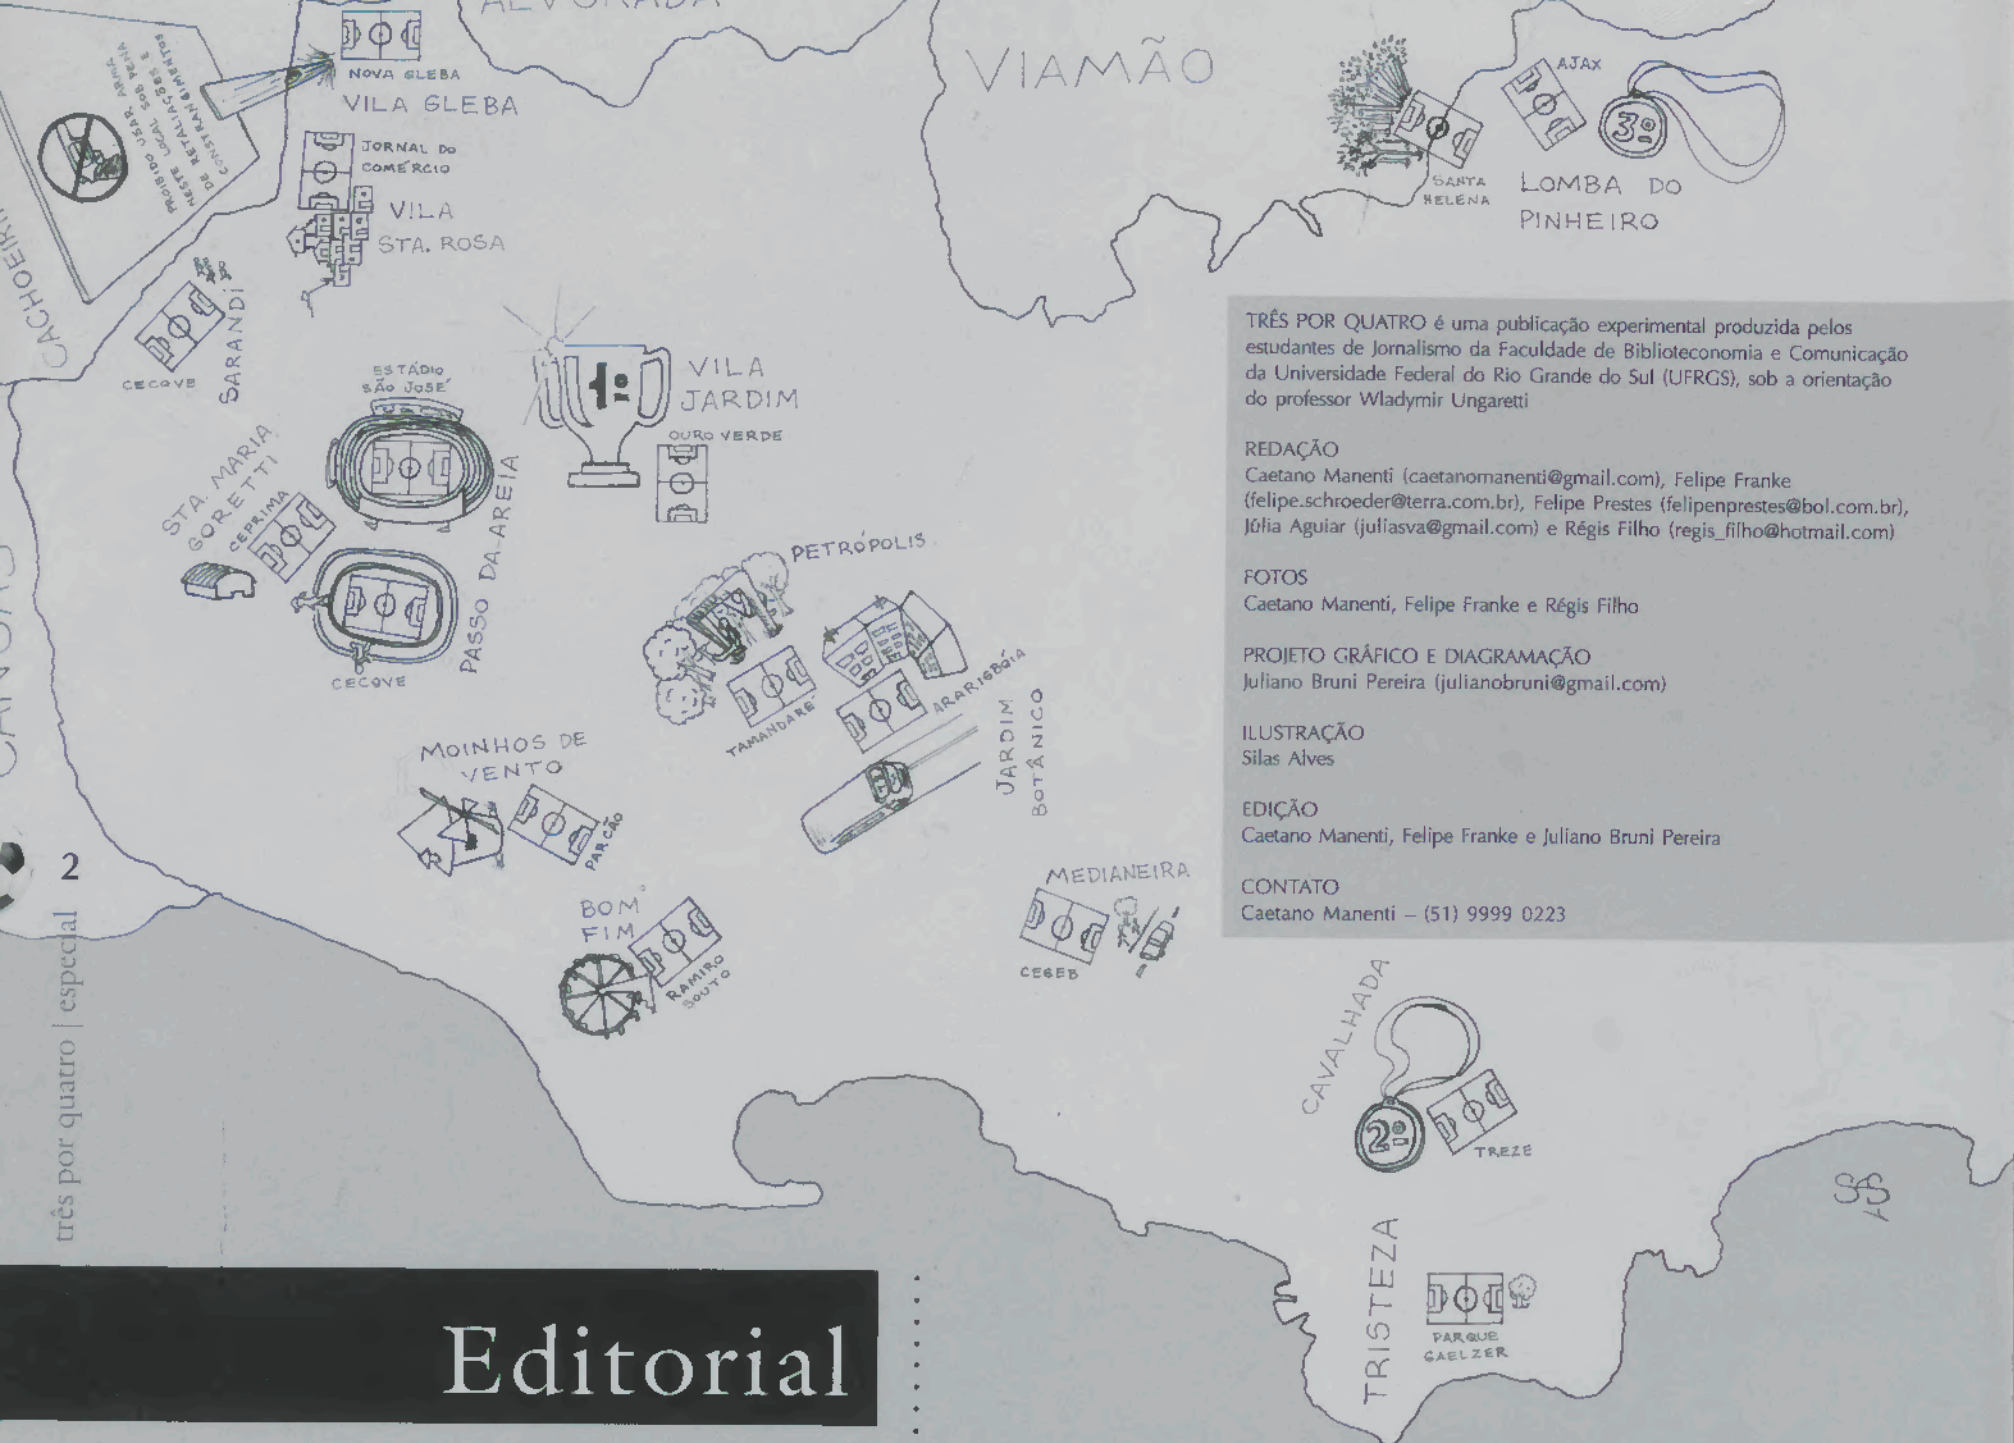 ALVORADA
NOVA GLEBA
VILA GLEBA
PROIBIDO USAR ARMA
NESTE LOCAL SOB PENA
DE RETALIAÇÕES E
CONSTRANGIMENTOS
JORNAL DO
COMÉRCIO
VILA
STA. ROSA
CACHOEIRI
CECOVE
SARANDI
VIAMÃO
AJAX
3º
SANTA
HELENA
LOMBA DO
PINHEIRO
ESTÁDIO
SÃO JOSÉ
PASSO DA AREIA
1º
VILA
JARDIM
OURO VERDE
STA. MARIA
GORETTI
CEPRIMA
CECOVE
CANOAS
PETRÓPOLIS
TAMANDARÉ
ARARIGBÓIA
JARDIM
BOTÂNICO
MOINHOS DE
VENTO
PARCÃO
BOM
FIM
RAMIRO
SOUTO
MEDIANEIRA
CEGEB
TRÊS POR QUATRO é uma publicação experimental produzida pelos
estudantes de Jornalismo da Faculdade de Biblioteconomia e Comunicação
da Universidade Federal do Rio Grande do Sul (UFRGS), sob a orientação
do professor Wladymir Ungaretti
REDAÇÃO
Caetano Manenti (caetanomanenti@gmail.com), Felipe Franke
(felipe.schroeder@terra.com.br), Felipe Prestes (felipenprestes@bol.com.br),
Júlia Aguiar (juliasva@gmail.com) e Régis Filho (regis_filho@hotmail.com)
FOTOS
Caetano Manenti, Felipe Franke e Régis Filho
PROJETO GRÁFICO E DIAGRAMAÇÃO
Juliano Bruni Pereira (julianobruni@gmail.com)
ILUSTRAÇÃO
Silas Alves
EDIÇÃO
Caetano Manenti, Felipe Franke e Juliano Bruni Pereira
CONTATO
Caetano Manenti – (51) 9999 0223
CAVALHADA
2º
TREZE
TRISTEZA
PARQUE
GAELZER
2
três por quatro | especial
Editorial